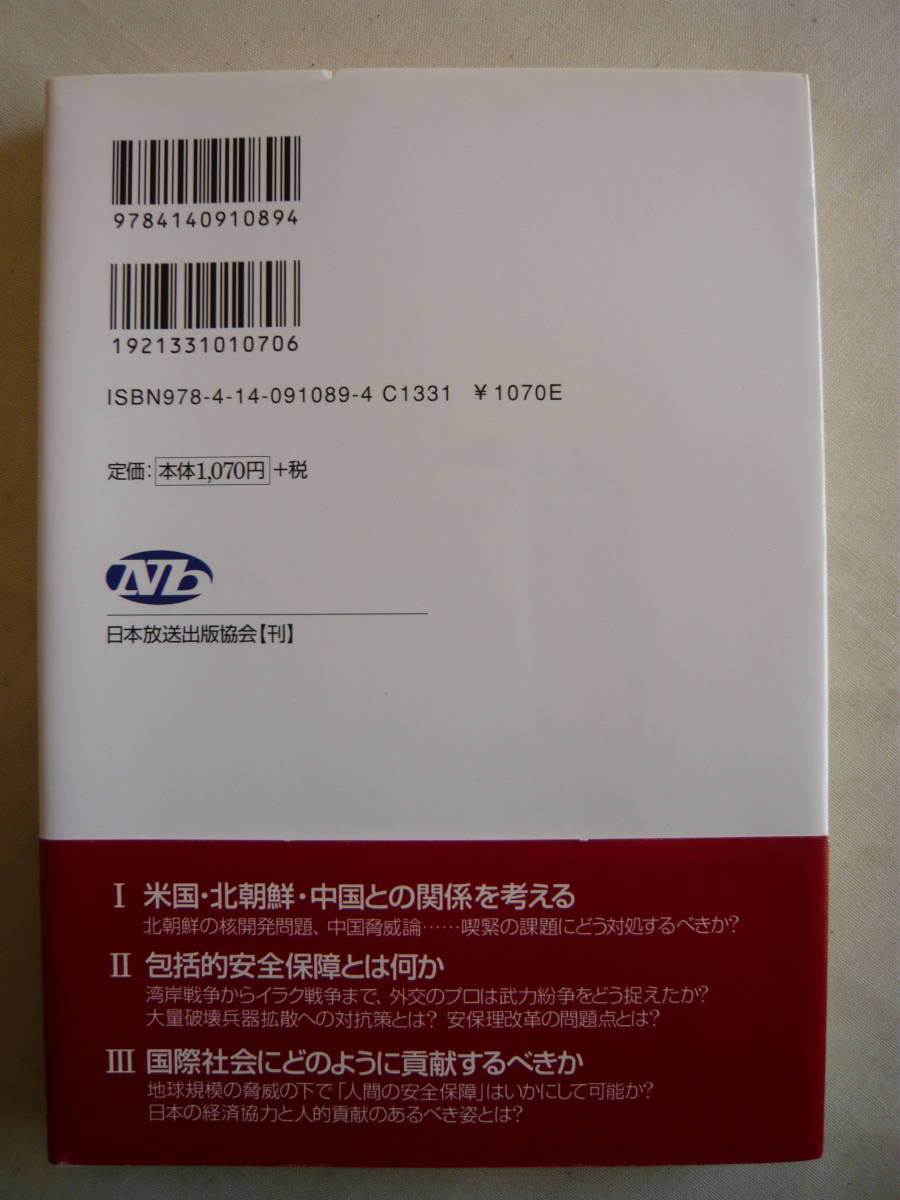 9784140910894
1921331010706
ISBN978-4-14-091089-4 C1331 ¥1070E
定価：本体1,070円+税
Nb
日本放送出版協会【刊】
Ⅰ 米国・北朝鮮・中国との関係を考える
北朝鮮の核開発問題、中国脅威論……喫緊の課題にどう対処するべきか?
Ⅱ 包括的安全保障とは何か
湾岸戦争からイラク戦争まで、外交のプロは武力紛争をどう捉えたか?
大量破壊兵器拡散への対抗策とは? 安保理改革の問題点とは?
Ⅲ 国際社会にどのように貢献するべきか
地球規模の脅威の下で「人間の安全保障」はいかにして可能か?
日本の経済協力と人的貢献のあるべき姿とは?